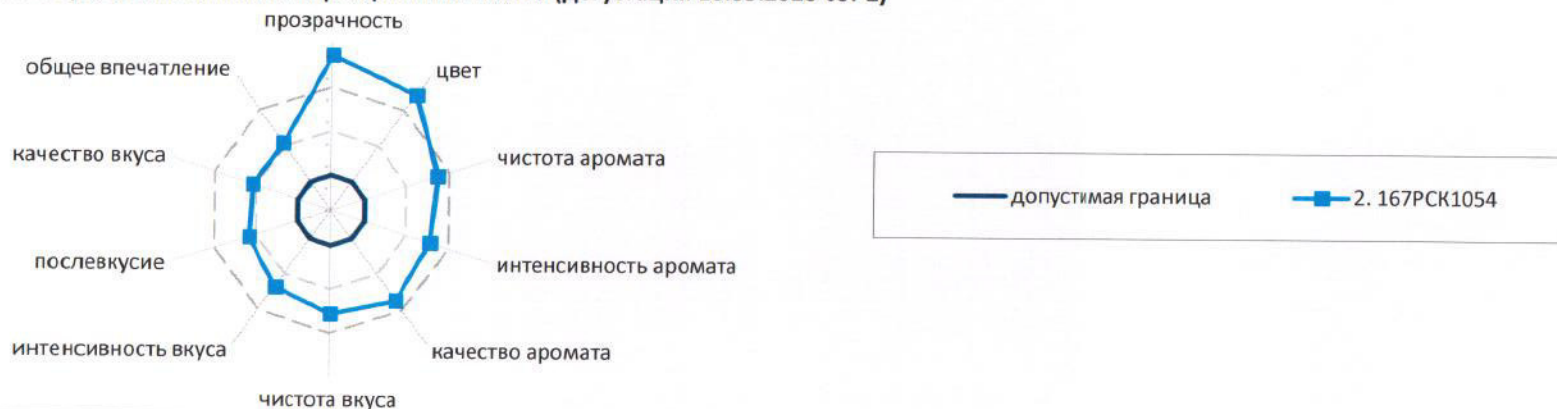 прозрачность
общее впечатление
цвет
качество вкуса
чистота аромата
допустимая граница
2. 167РСК1054
послевкусие
интенсивность аромата
интенсивность вкуса
качество аромата
чистота вкуса